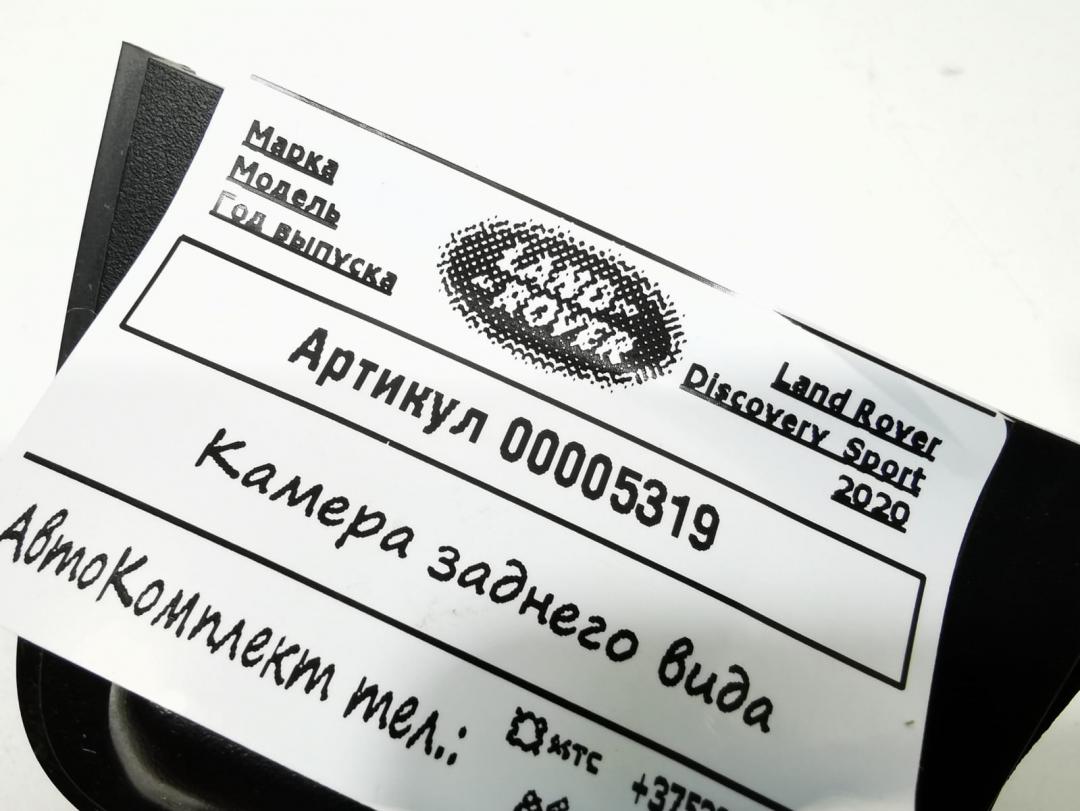 Марка
Модель
Год выпуска
LAND
ROVER
Land Rover
Discovery Sport
2020
Артикул 00005319
Камера заднего вида
АвтоКомплект тел.:
мтс